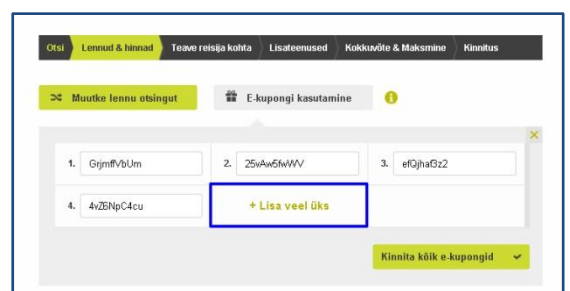 Otsi Lennud & hinnad Teave reisija kohta Lisateenused Kokkuvõte & Maksmine Kinnitus
Muutke lennu otsingut E-kupongi kasutamine
1. GrjmffVbUm 2. 25vAw5fwWV 3. efQjhaf3z2
4. 4vZ6NpC4cu + Lisa veel üks
Kinnita kõik e-kupongid